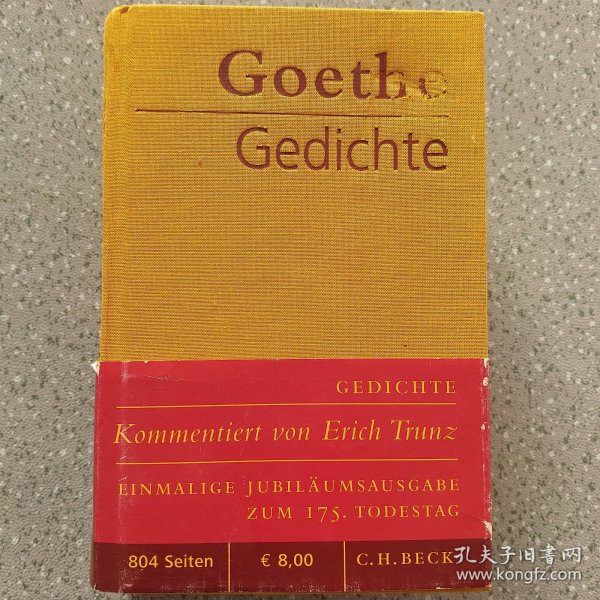 Goethe
Gedichte
GEDICHTE
Kommentiert von Erich Trunz
EINMALIGE JUBILÄUMSAUSGABE
ZUM 175. TODESTAG
804 Seiten
€ 8,00
C.H.BECK
孔夫子旧书网
www.kongfz.com